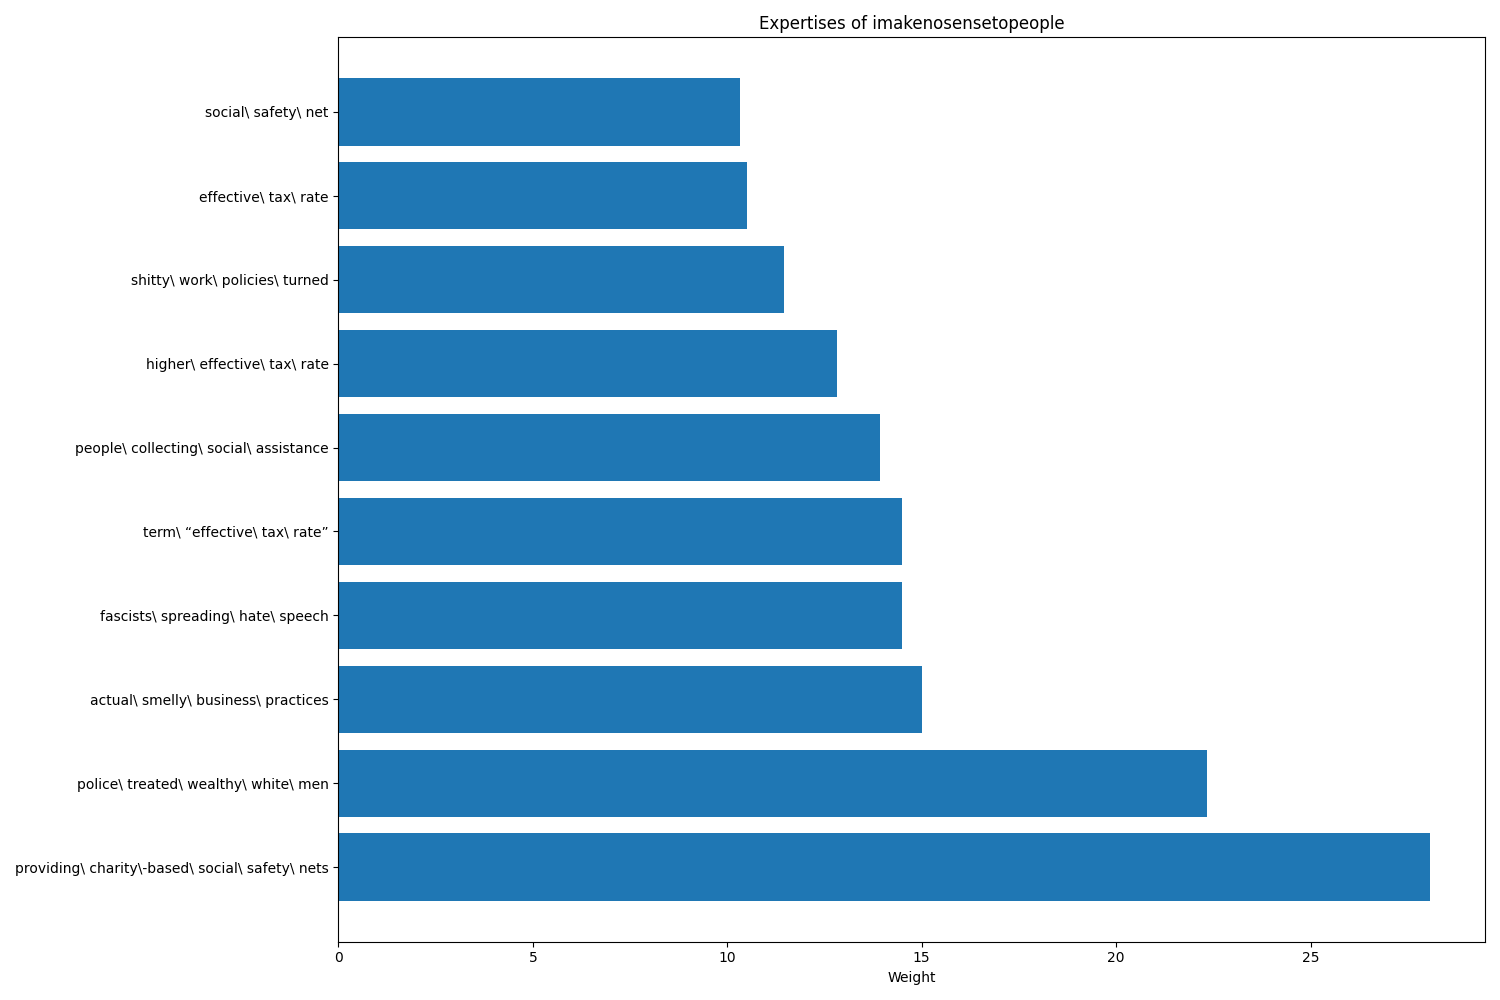 Expertises of imakenosensetopeople
social\ safety\ net
effective\ tax\ rate
shitty\ work\ policies\ turned
higher\ effective\ tax\ rate
people\ collecting\ social\ assistance
term\ “effective\ tax\ rate”
fascists\ spreading\ hate\ speech
actual\ smelly\ business\ practices
police\ treated\ wealthy\ white\ men
providing\ charity\-based\ social\ safety\ nets
0 5 10 15 20 25
Weight